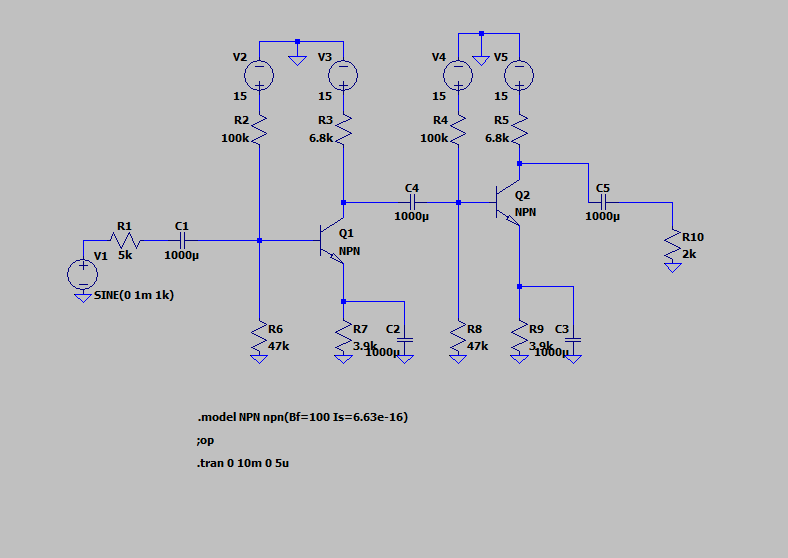 V2
V3
V4
V5
15
15
15
15
R2
100k
R3
6.8k
R4
100k
R5
6.8k
C4
1000µ
Q2
NPN
C5
1000µ
R1
5k
C1
1000µ
Q1
NPN
R10
2k
V1
SINE(0 1m 1k)
R6
47k
R7
3.9k
C2
1000µ
R8
47k
R9
3.9k
C3
1000µ
.model NPN npn(Bf=100 Is=6.63e-16)
;op
.tran 0 10m 0 5u